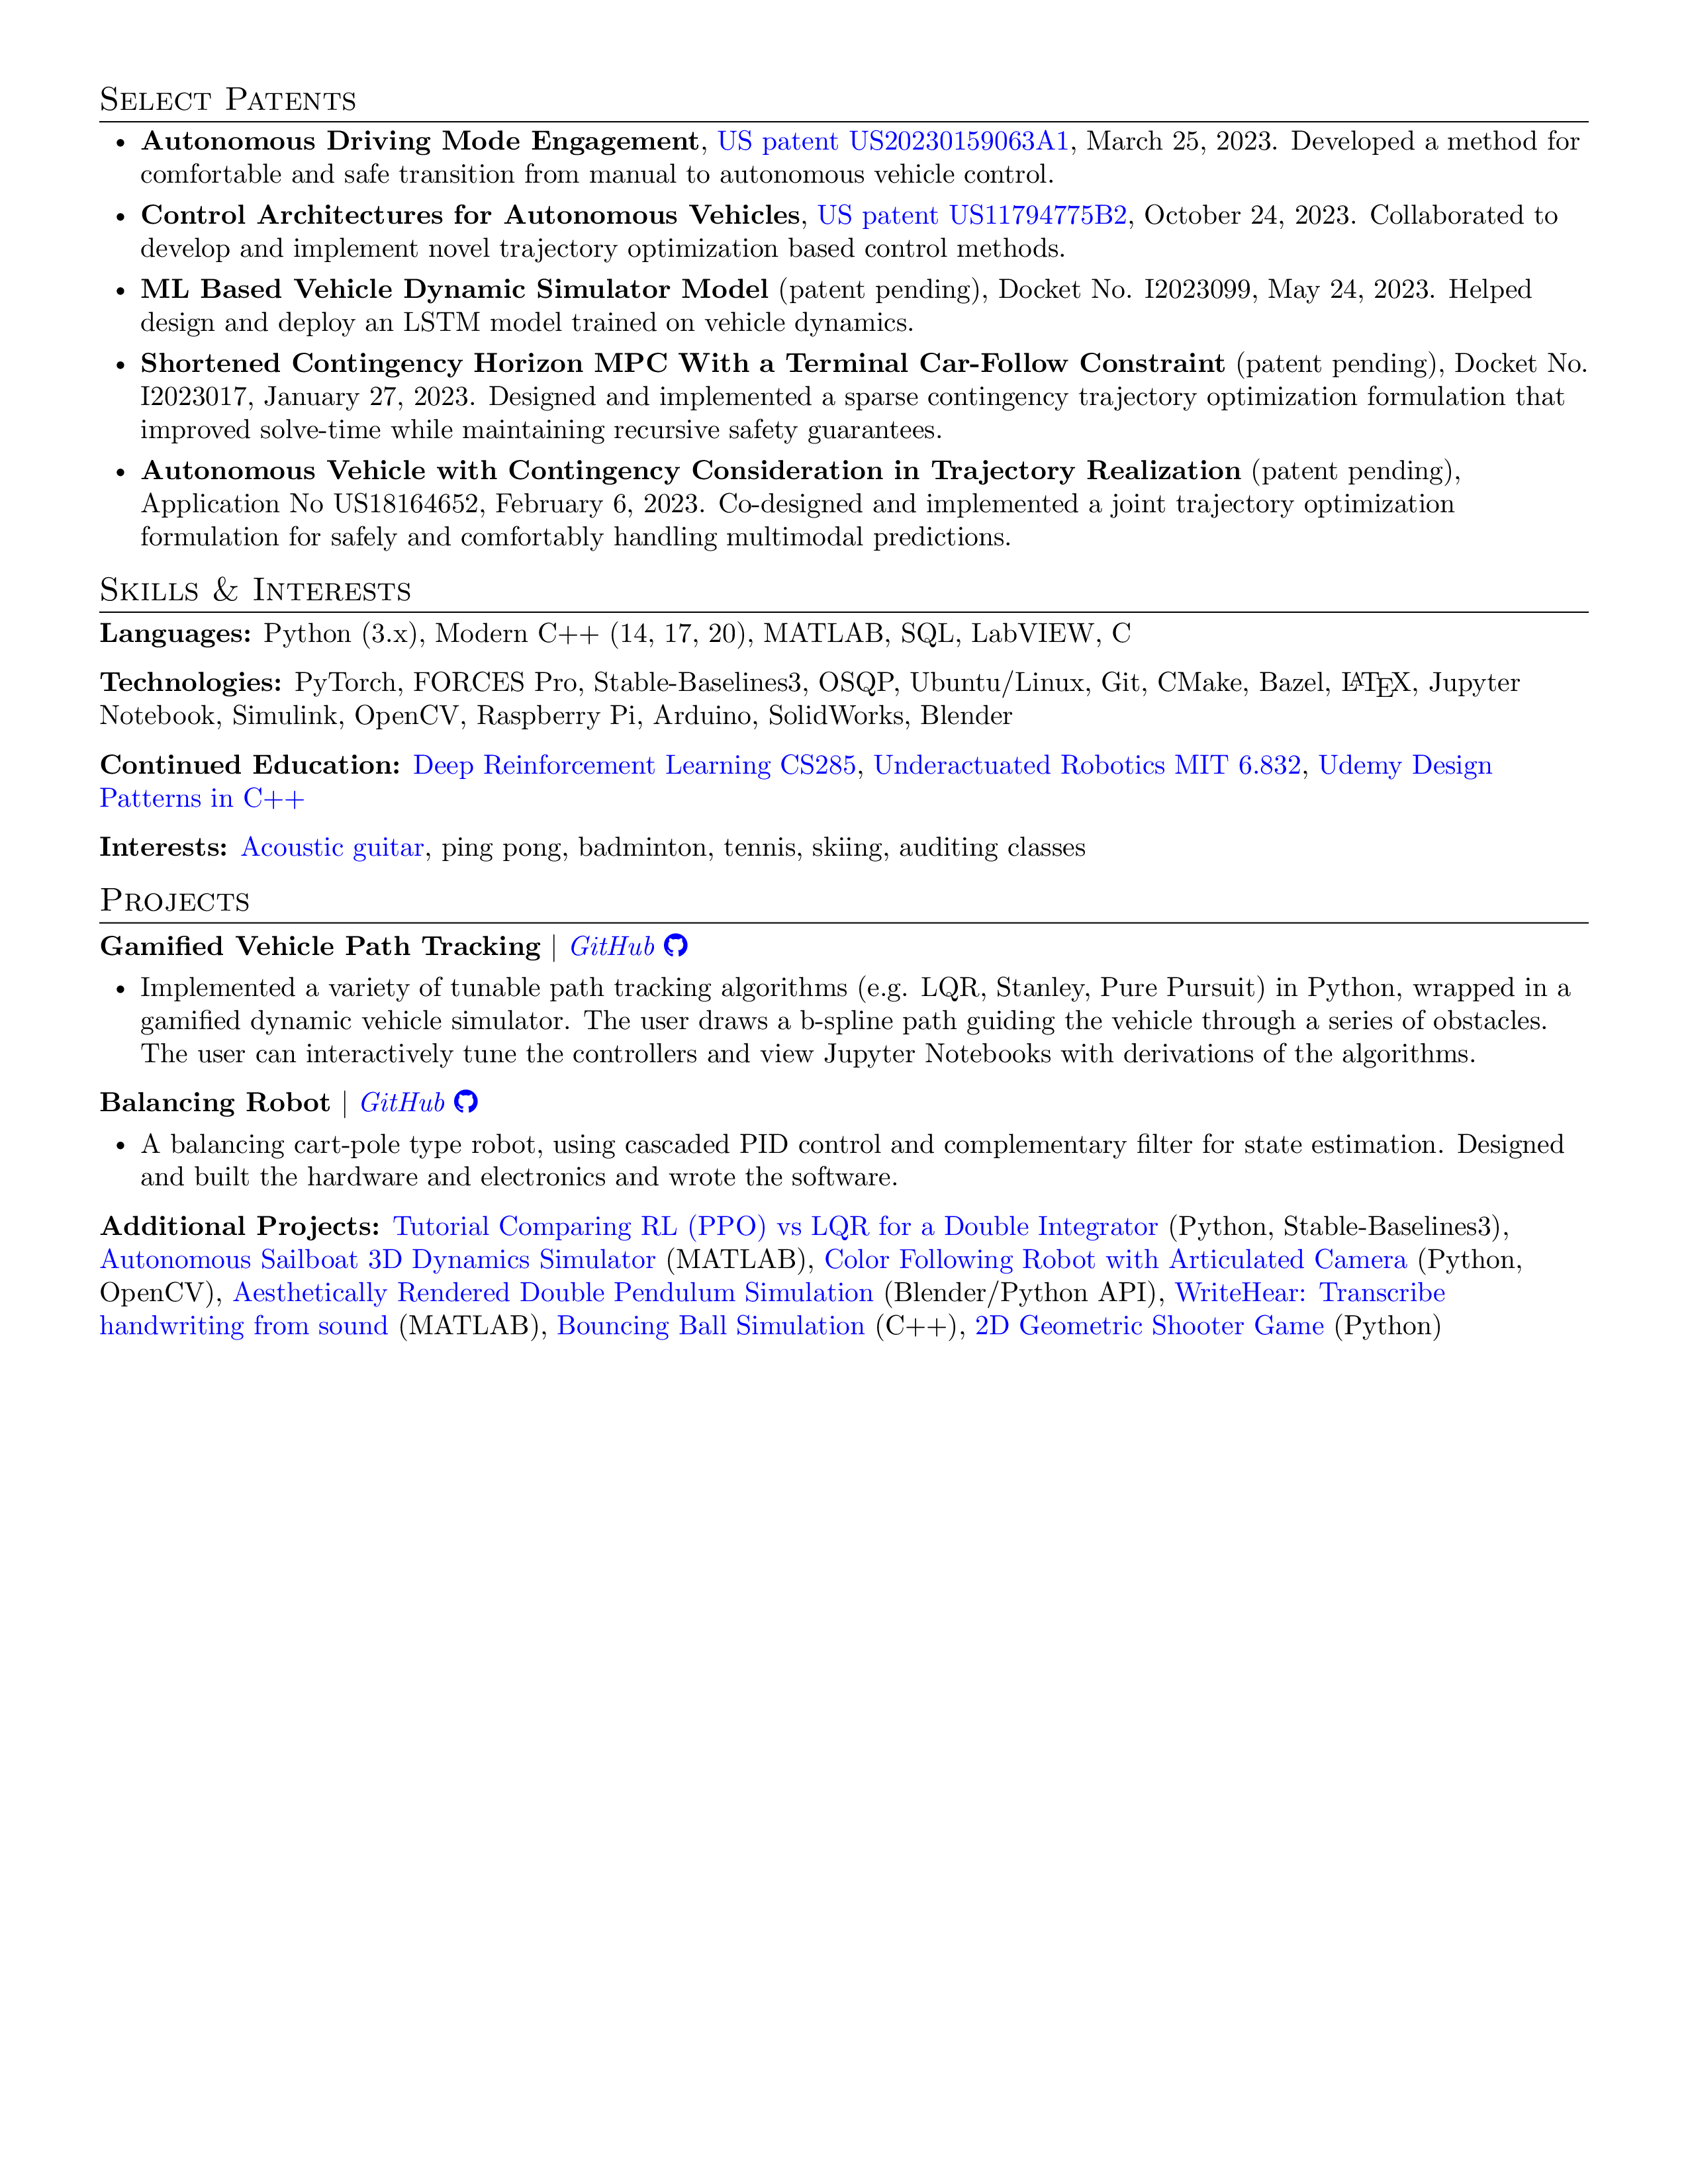 Select Patents
• Autonomous Driving Mode Engagement, US patent US20230159063A1, March 25, 2023. Developed a method for
comfortable and safe transition from manual to autonomous vehicle control.
• Control Architectures for Autonomous Vehicles, US patent US11794775B2, October 24, 2023. Collaborated to
develop and implement novel trajectory optimization based control methods.
• ML Based Vehicle Dynamic Simulator Model (patent pending), Docket No. I2023099, May 24, 2023. Helped
design and deploy an LSTM model trained on vehicle dynamics.
• Shortened Contingency Horizon MPC With a Terminal Car-Follow Constraint (patent pending), Docket No.
I2023017, January 27, 2023. Designed and implemented a sparse contingency trajectory optimization formulation that
improved solve-time while maintaining recursive safety guarantees.
• Autonomous Vehicle with Contingency Consideration in Trajectory Realization (patent pending),
Application No US18164652, February 6, 2023. Co-designed and implemented a joint trajectory optimization
formulation for safely and comfortably handling multimodal predictions.
Skills & Interests
Languages: Python (3.x), Modern C++ (14, 17, 20), MATLAB, SQL, LabVIEW, C
Technologies: PyTorch, FORCES Pro, Stable-Baselines3, OSQP, Ubuntu/Linux, Git, CMake, Bazel, LATEX, Jupyter
Notebook, Simulink, OpenCV, Raspberry Pi, Arduino, SolidWorks, Blender
Continued Education: Deep Reinforcement Learning CS285, Underactuated Robotics MIT 6.832, Udemy Design
Patterns in C++
Interests: Acoustic guitar, ping pong, badminton, tennis, skiing, auditing classes
Projects
Gamified Vehicle Path Tracking | GitHub
• Implemented a variety of tunable path tracking algorithms (e.g. LQR, Stanley, Pure Pursuit) in Python, wrapped in a
gamified dynamic vehicle simulator. The user draws a b-spline path guiding the vehicle through a series of obstacles.
The user can interactively tune the controllers and view Jupyter Notebooks with derivations of the algorithms.
Balancing Robot | GitHub
• A balancing cart-pole type robot, using cascaded PID control and complementary filter for state estimation. Designed
and built the hardware and electronics and wrote the software.
Additional Projects: Tutorial Comparing RL (PPO) vs LQR for a Double Integrator (Python, Stable-Baselines3),
Autonomous Sailboat 3D Dynamics Simulator (MATLAB), Color Following Robot with Articulated Camera (Python,
OpenCV), Aesthetically Rendered Double Pendulum Simulation (Blender/Python API), WriteHear: Transcribe
handwriting from sound (MATLAB), Bouncing Ball Simulation (C++), 2D Geometric Shooter Game (Python)